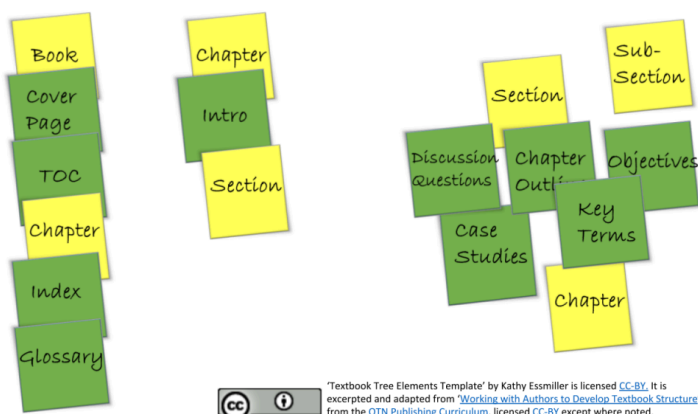 Book
Cover
Page
TOC
Chapter
Index
Glossary
Chapter
Intro
Section
Sub-
Section
Section
Discussion
Questions
Chapter
Objectives
Key
Terms
Case
Studies
Chapter
cc
'Textbook Tree Elements Template' by Kathy Essmiller is licensed CC-BY. It is
excerpted and adapted from 'Working with Authors to Develop Textbook Structure
from the OTN Publishing Curriculum, licensed CC-BY except where noted